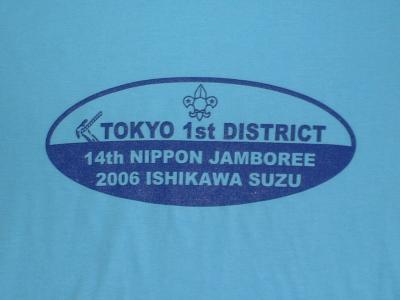 TOKYO 1st DISTRICT
14th NIPPON JAMBOREE
2006 ISHIKAWA SUZU